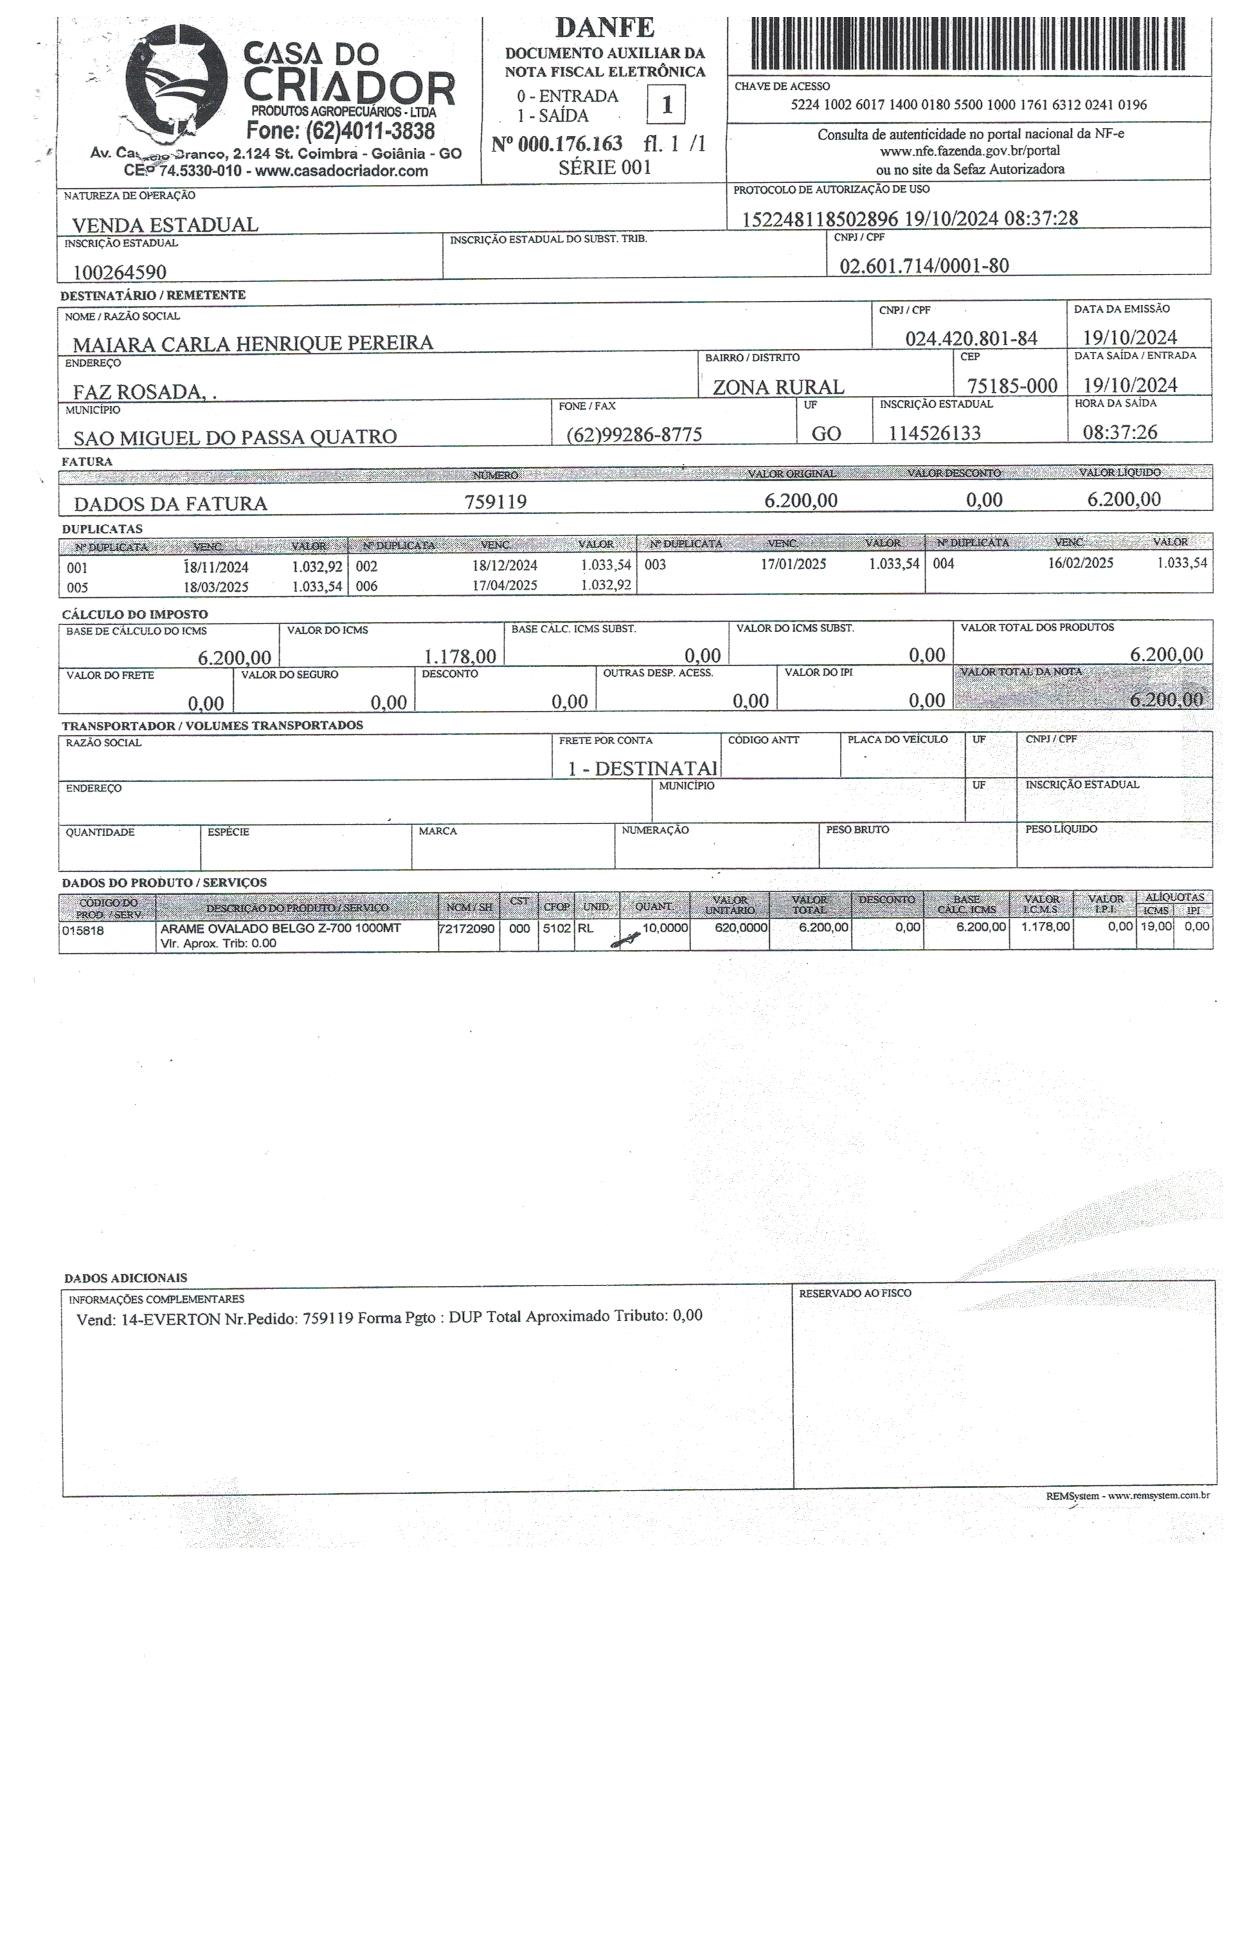 CASA DO
CRIADOR
PRODUTOS AGROPECUÁRIOS - LTDA
Fone: (62)4011-3838
Branco, 2.124 St. Coimbra - Goiânia - GO
CEP 74.5330-010 - www.casadocriador.com
DANFE
DOCUMENTO AUXILIAR DA
NOTA FISCAL ELETRÔNICA
0 - ENTRADA
1 - SAÍDA
1
Nº 000.176.163 fl. 1 /1
SÉRIE 001
CHAVE DE ACESSO
5224 1002 6017 1400 0180 5500 1000 1761 6312 0241 0196
Consulta de autenticidade no portal nacional da NF-e
www.nfe.fazenda.gov.br/portal
ou no site da Sefaz Autorizadora
NATUREZA DE OPERAÇÃO
VENDA ESTADUAL
PROTOCOLO DE AUTORIZAÇÃO DE USO
152248118502896 19/10/2024 08:37:28
INSCRIÇÃO ESTADUAL
100264590
INSCRIÇÃO ESTADUAL DO SUBST. TRIB.
CNPJ / CPF
02.601.714/0001-80
DESTINATÁRIO / REMETENTE
NOME / RAZÃO SOCIAL
MAIARA CARLA HENRIQUE PEREIRA
CNPJ / CPF
024.420.801-84
DATA DA EMISSÃO
19/10/2024
ENDEREÇO
FAZ ROSADA, .
BAIRRO / DISTRITO
ZONA RURAL
CEP
75185-000
DATA SAÍDA / ENTRADA
19/10/2024
MUNICÍPIO
SAO MIGUEL DO PASSA QUATRO
FONE / FAX
(62)99286-8775
UF
GO
INSCRIÇÃO ESTADUAL
114526133
HORA DA SAÍDA
08:37:26
FATURA
NÚMERO VALOR ORIGINAL VALOR DESCONTO VALOR LÍQUIDO
DADOS DA FATURA 759119 6.200,00 0,00 6.200,00
DUPLICATAS
Nº DUPLICATA VENC. VALOR Nº DUPLICATA VENC. VALOR Nº DUPLICATA VENC. VALOR Nº DUPLICATA VENC. VALOR
001 18/11/2024 1.032,92 002 18/12/2024 1.033,54 003 17/01/2025 1.033,54 004 16/02/2025 1.033,54
005 18/03/2025 1.033,54 006 17/04/2025 1.032,92
CÁLCULO DO IMPOSTO
BASE DE CÁLCULO DO ICMS VALOR DO ICMS BASE CÁLC. ICMS SUBST. VALOR DO ICMS SUBST. VALOR TOTAL DOS PRODUTOS
6.200,00 1.178,00 0,00 0,00 6.200,00
VALOR DO FRETE VALOR DO SEGURO DESCONTO OUTRAS DESP. ACESS. VALOR DO IPI VALOR TOTAL DA NOTA
0,00 0,00 0,00 0,00 0,00 6.200,00
TRANSPORTADOR / VOLUMES TRANSPORTADOS
RAZÃO SOCIAL FRETE POR CONTA CÓDIGO ANTT PLACA DO VEÍCULO UF CNPJ / CPF
1 - DESTINATAI
ENDEREÇO MUNICÍPIO UF INSCRIÇÃO ESTADUAL
QUANTIDADE ESPÉCIE MARCA NUMERAÇÃO PESO BRUTO PESO LÍQUIDO
DADOS DO PRODUTO / SERVIÇOS
CÓDIGO DO PROD. / SERV. DESCRIÇÃO DO PRODUTO / SERVIÇO NCM / SH CST CFOP UNID. QUANT. VALOR UNITÁRIO VALOR TOTAL DESCONTO BASE CÁLC. ICMS VALOR I.C.M.S VALOR I.P.I. ALÍQUOTAS ICMS IPI
015818 ARAME OVALADO BELGO Z-700 1000MT 72172090 000 5102 RL 10,0000 620,0000 6.200,00 0,00 6.200,00 1.178,00 0,00 19,00 0,00
Vlr. Aprox. Trib: 0.00
DADOS ADICIONAIS
INFORMAÇÕES COMPLEMENTARES
RESERVADO AO FISCO
Vend: 14-EVERTON Nr.Pedido: 759119 Forma Pgto : DUP Total Aproximado Tributo: 0,00
REMSystem - www.remsystem.com.br